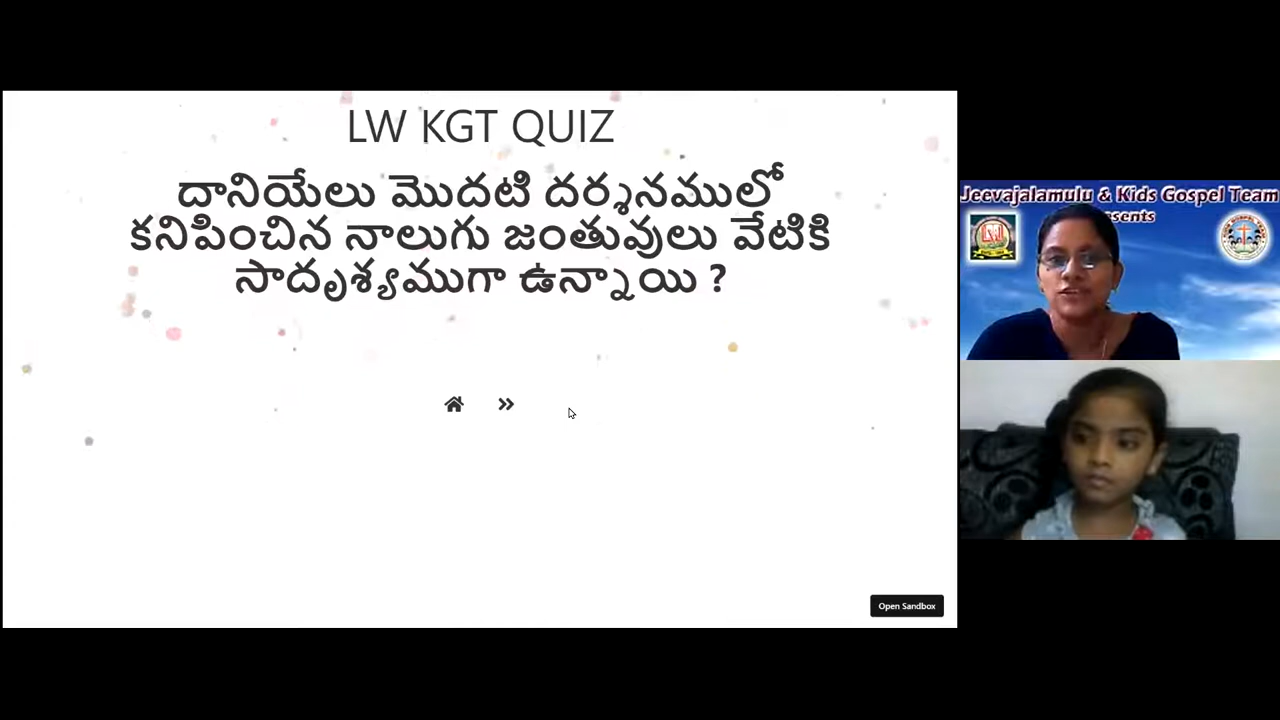 LW KGT QUIZ
దానియేలు మొదటి దర్శనములో
కనిపించిన నాలుగు జంతువులు వేటికి
సాదృశ్యముగా ఉన్నాయి ?
Open Sandbox
Jeevajalamulu & Kids Gospel Team